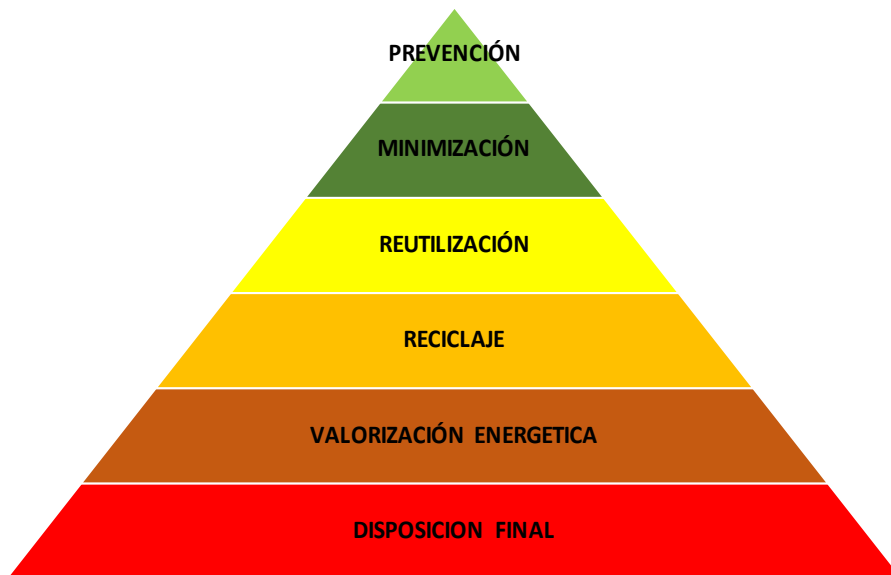 PREVENCIÓN
MINIMIZACIÓN
REUTILIZACIÓN
RECICLAJE
VALORIZACIÓN ENERGETICA
DISPOSICION FINAL